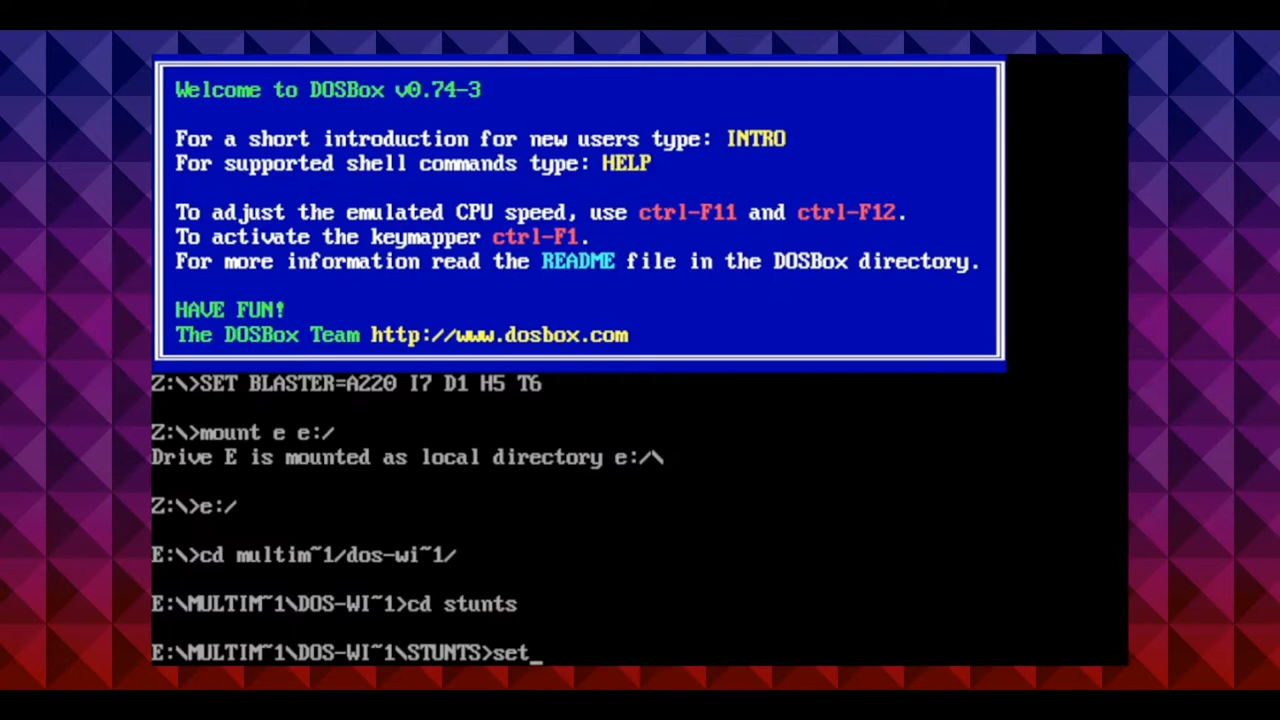 Welcome to DOSBox v0.74-3
For a short introduction for new users type: INTRO
For supported shell commands type: HELP
To adjust the emulated CPU speed, use ctrl-F11 and ctrl-F12.
To activate the keymapper ctrl-F1.
For more information read the README file in the DOSBox directory.
HAVE FUN!
The DOSBox Team http://www.dosbox.com
Z:\>SET BLASTER=A220 I7 D1 H5 T6
Z:\>mount e e:/
Drive E is mounted as local directory e:/\
Z:\>e:/
E:\>cd multim~1/dos-wi~1/
E:\MULTIM~1\DOS-WI~1>cd stunts
E:\MULTIM~1\DOS-WI~1\STUNTS>set_